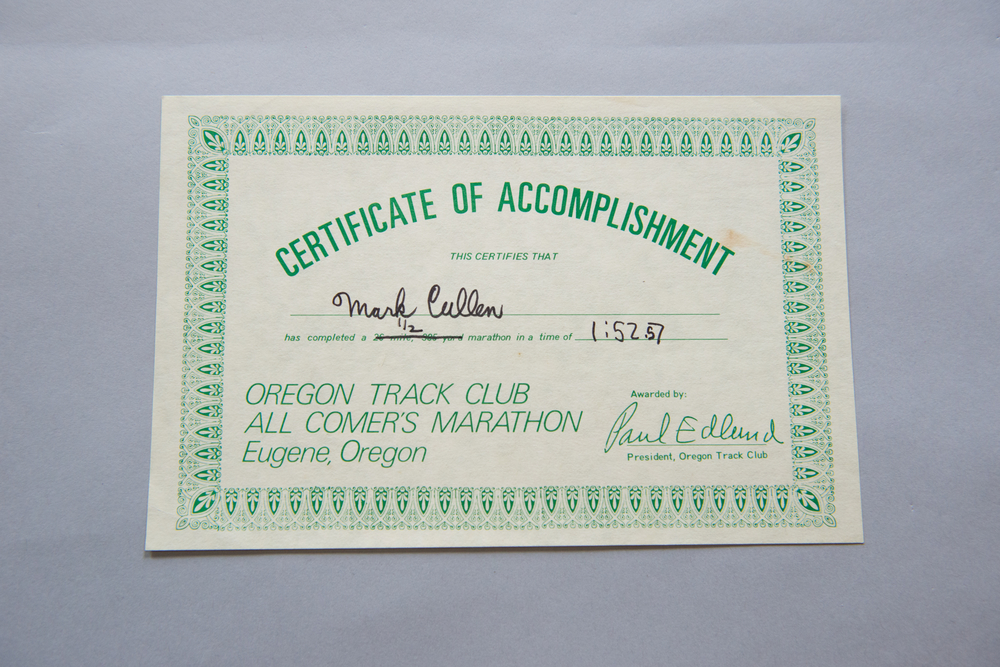 CERTIFICATE OF ACCOMPLISHMENT
THIS CERTIFIES THAT
Mark Cullen
1/2
has completed a 26 mile, 385 yard marathon in a time of 1:52.57
OREGON TRACK CLUB
ALL COMER'S MARATHON
Eugene, Oregon
Awarded by:
Paul Edlund
President, Oregon Track Club